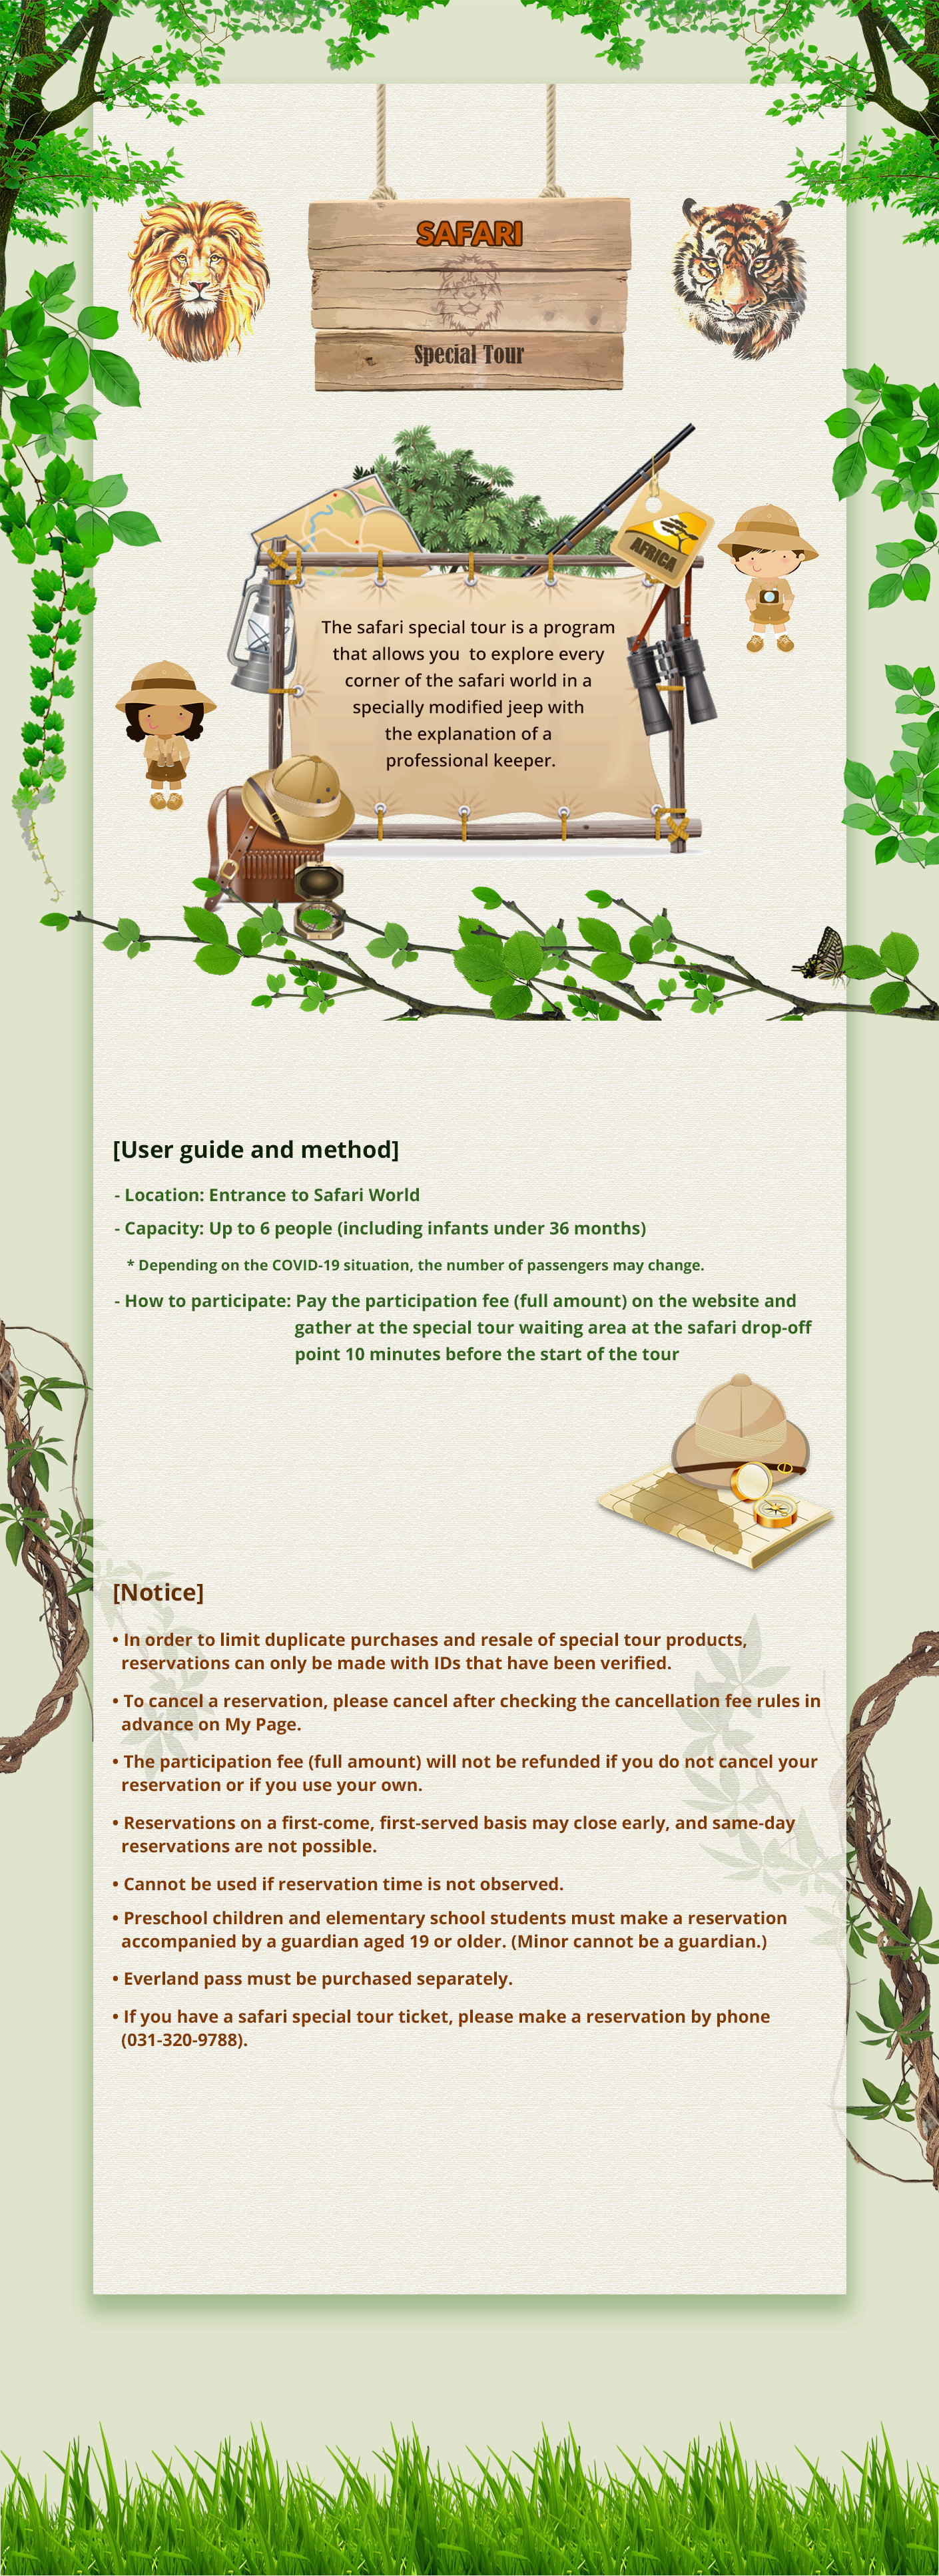 SAFARI
Special Tour
AFRICA
The safari special tour is a program
that allows you  to explore every
corner of the safari world in a
specially modified jeep with
the explanation of a
professional keeper.
[User guide and method]
- Location: Entrance to Safari World
- Capacity: Up to 6 people (including infants under 36 months)
* Depending on the COVID-19 situation, the number of passengers may change.
- How to participate: Pay the participation fee (full amount) on the website and
gather at the special tour waiting area at the safari drop-off
point 10 minutes before the start of the tour
[Notice]
• In order to limit duplicate purchases and resale of special tour products,
reservations can only be made with IDs that have been verified.
• To cancel a reservation, please cancel after checking the cancellation fee rules in
advance on My Page.
• The participation fee (full amount) will not be refunded if you do not cancel your
reservation or if you use your own.
• Reservations on a first-come, first-served basis may close early, and same-day
reservations are not possible.
• Cannot be used if reservation time is not observed.
• Preschool children and elementary school students must make a reservation
accompanied by a guardian aged 19 or older. (Minor cannot be a guardian.)
• Everland pass must be purchased separately.
• If you have a safari special tour ticket, please make a reservation by phone
(031-320-9788).